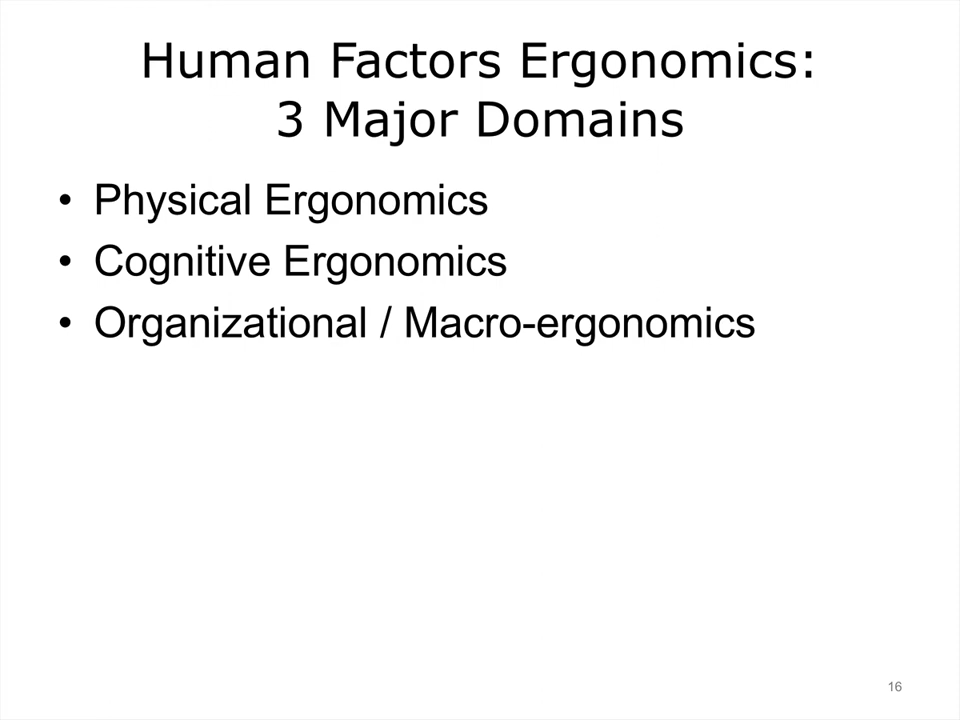 Human Factors Ergonomics:
3 Major Domains
• Physical Ergonomics
• Cognitive Ergonomics
• Organizational / Macro-ergonomics
16